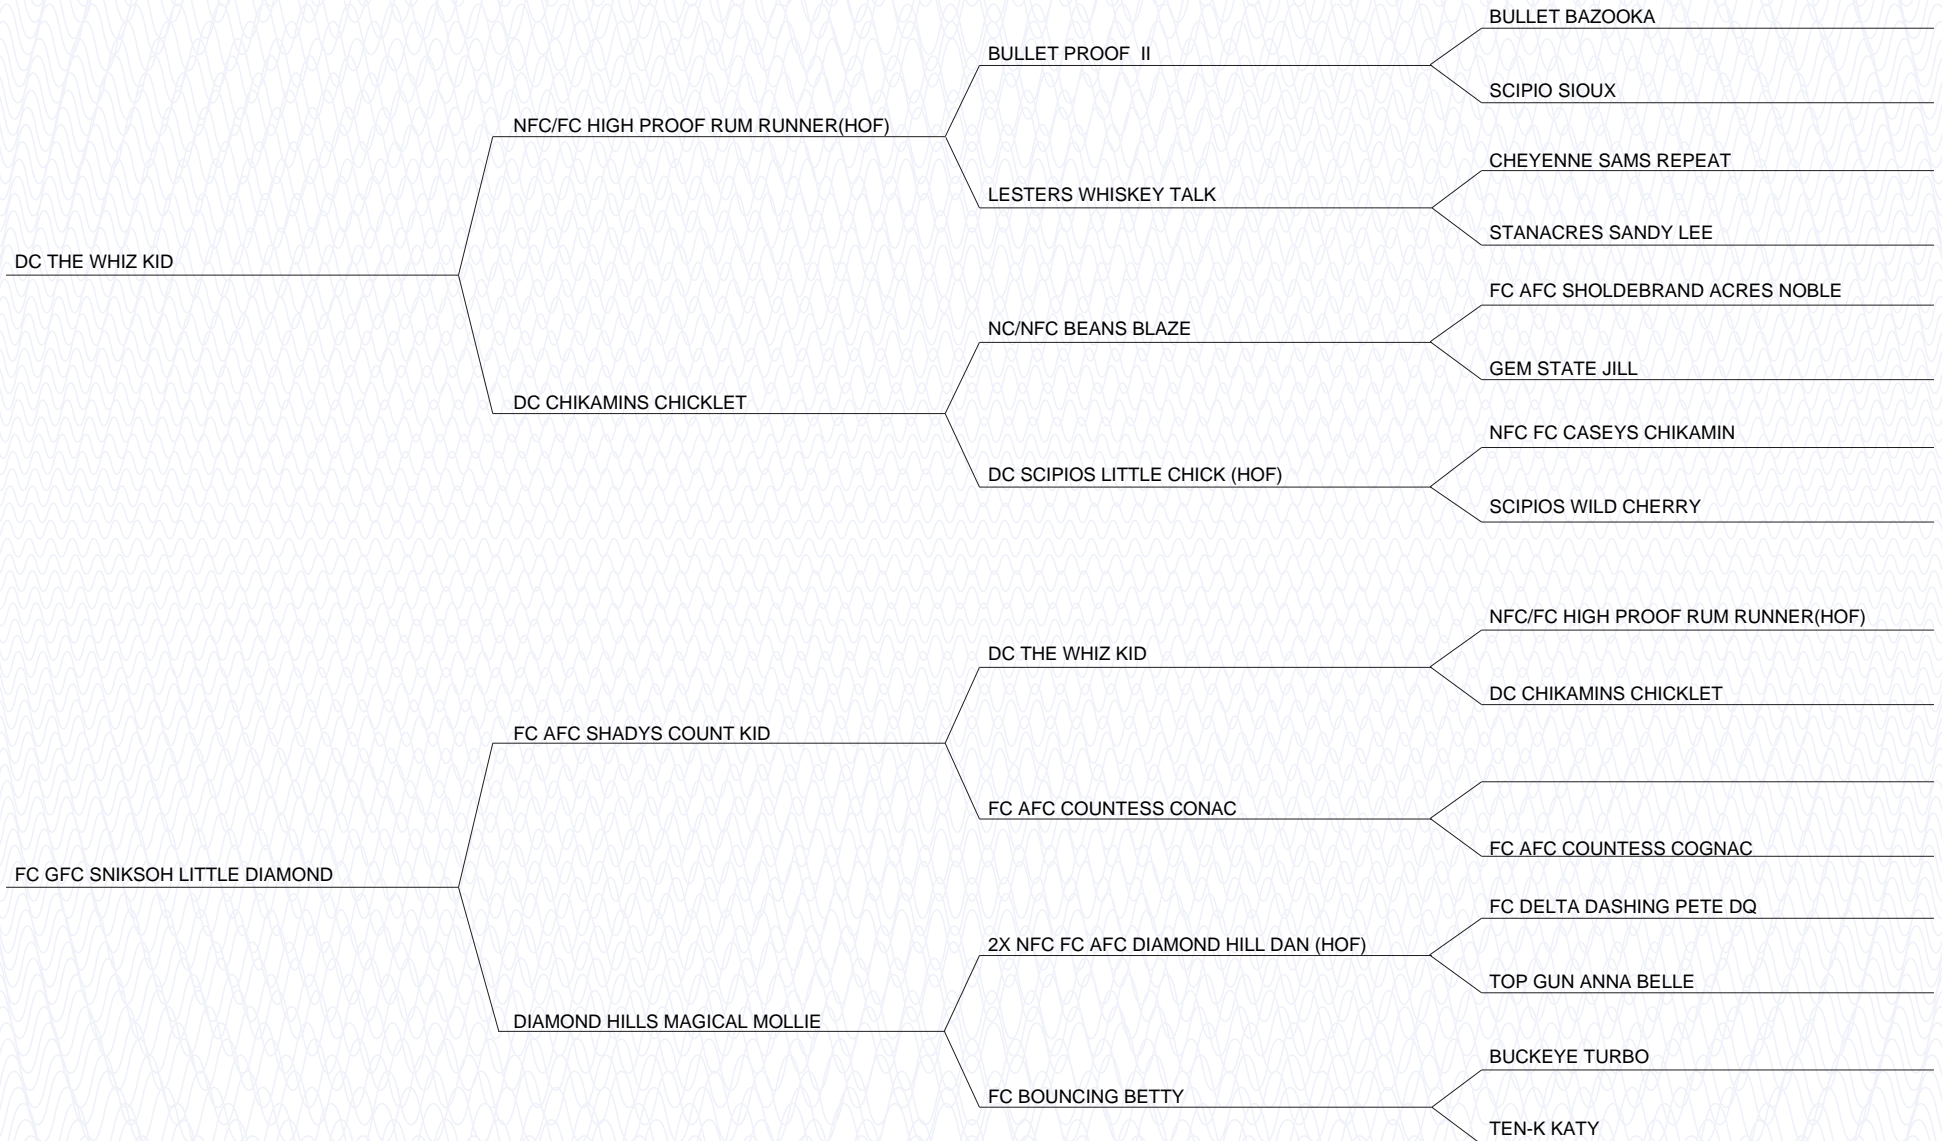 BULLET BAZOOKA
BULLET PROOF  II
SCIPIO SIOUX
NFC/FC HIGH PROOF RUM RUNNER(HOF)
CHEYENNE SAMS REPEAT
LESTERS WHISKEY TALK
STANACRES SANDY LEE
DC THE WHIZ KID
FC AFC SHOLDEBRAND ACRES NOBLE
NC/NFC BEANS BLAZE
GEM STATE JILL
DC CHIKAMINS CHICKLET
NFC FC CASEYS CHIKAMIN
DC SCIPIOS LITTLE CHICK (HOF)
SCIPIOS WILD CHERRY
NFC/FC HIGH PROOF RUM RUNNER(HOF)
DC THE WHIZ KID
DC CHIKAMINS CHICKLET
FC AFC SHADYS COUNT KID
FC AFC COUNTESS CONAC
FC AFC COUNTESS COGNAC
FC GFC SNIKSOH LITTLE DIAMOND
FC DELTA DASHING PETE DQ
2X NFC FC AFC DIAMOND HILL DAN (HOF)
TOP GUN ANNA BELLE
DIAMOND HILLS MAGICAL MOLLIE
BUCKEYE TURBO
FC BOUNCING BETTY
TEN-K KATY